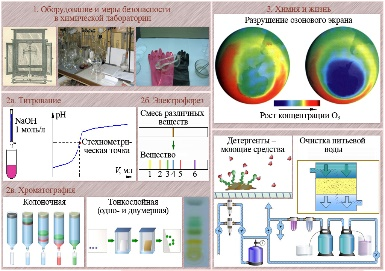 1. Оборудование и меры безопасности
в химической лаборатории
2а. Титрование
NaOH
1 моль/л
pH
Стехиометри-
ческая точка
V, мл
2б. Электрофорез
Смесь различных
веществ
Вещество
1 2 3 4 5 6
2в. Хроматография
Колоночная
Тонкослойная
(одно- и двумерная)
3. Химия и жизнь
Разрушение озонового экрана
Рост концентрации O₃
Детергенты –
моющие средства
Очистка питьевой
воды